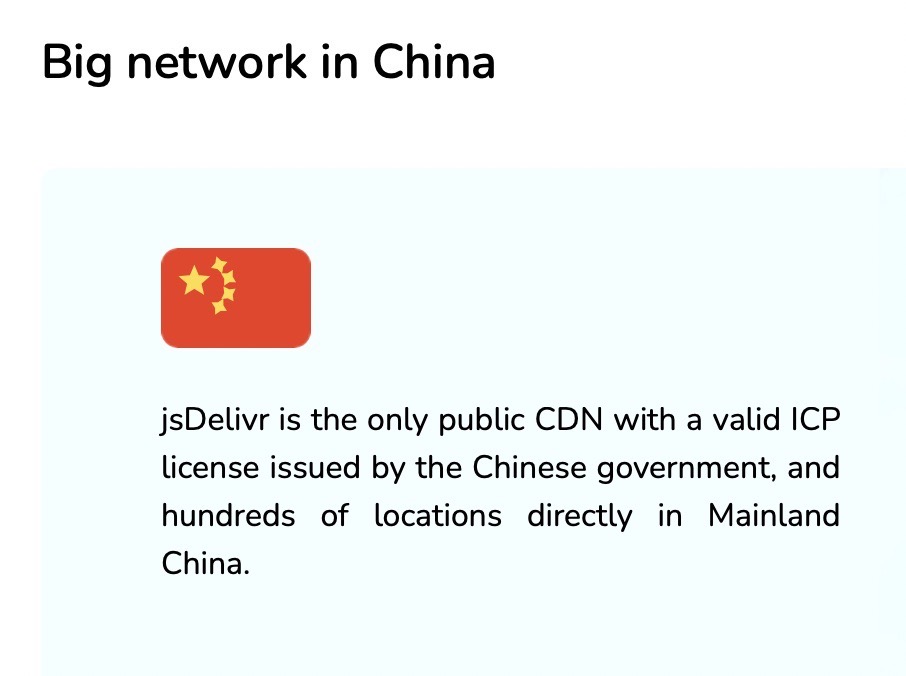 Big network in China
jsDelivr is the only public CDN with a valid ICP
license issued by the Chinese government, and
hundreds of locations directly in Mainland
China.